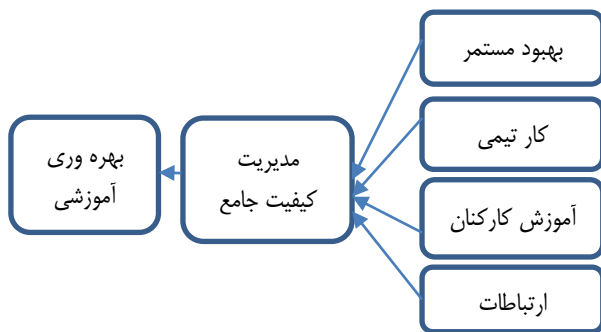 بهبود مستمر
کار تیمی
آموزش کارکنان
ارتباطات
مدیریت
کیفیت جامع
بهره وری
آموزشی